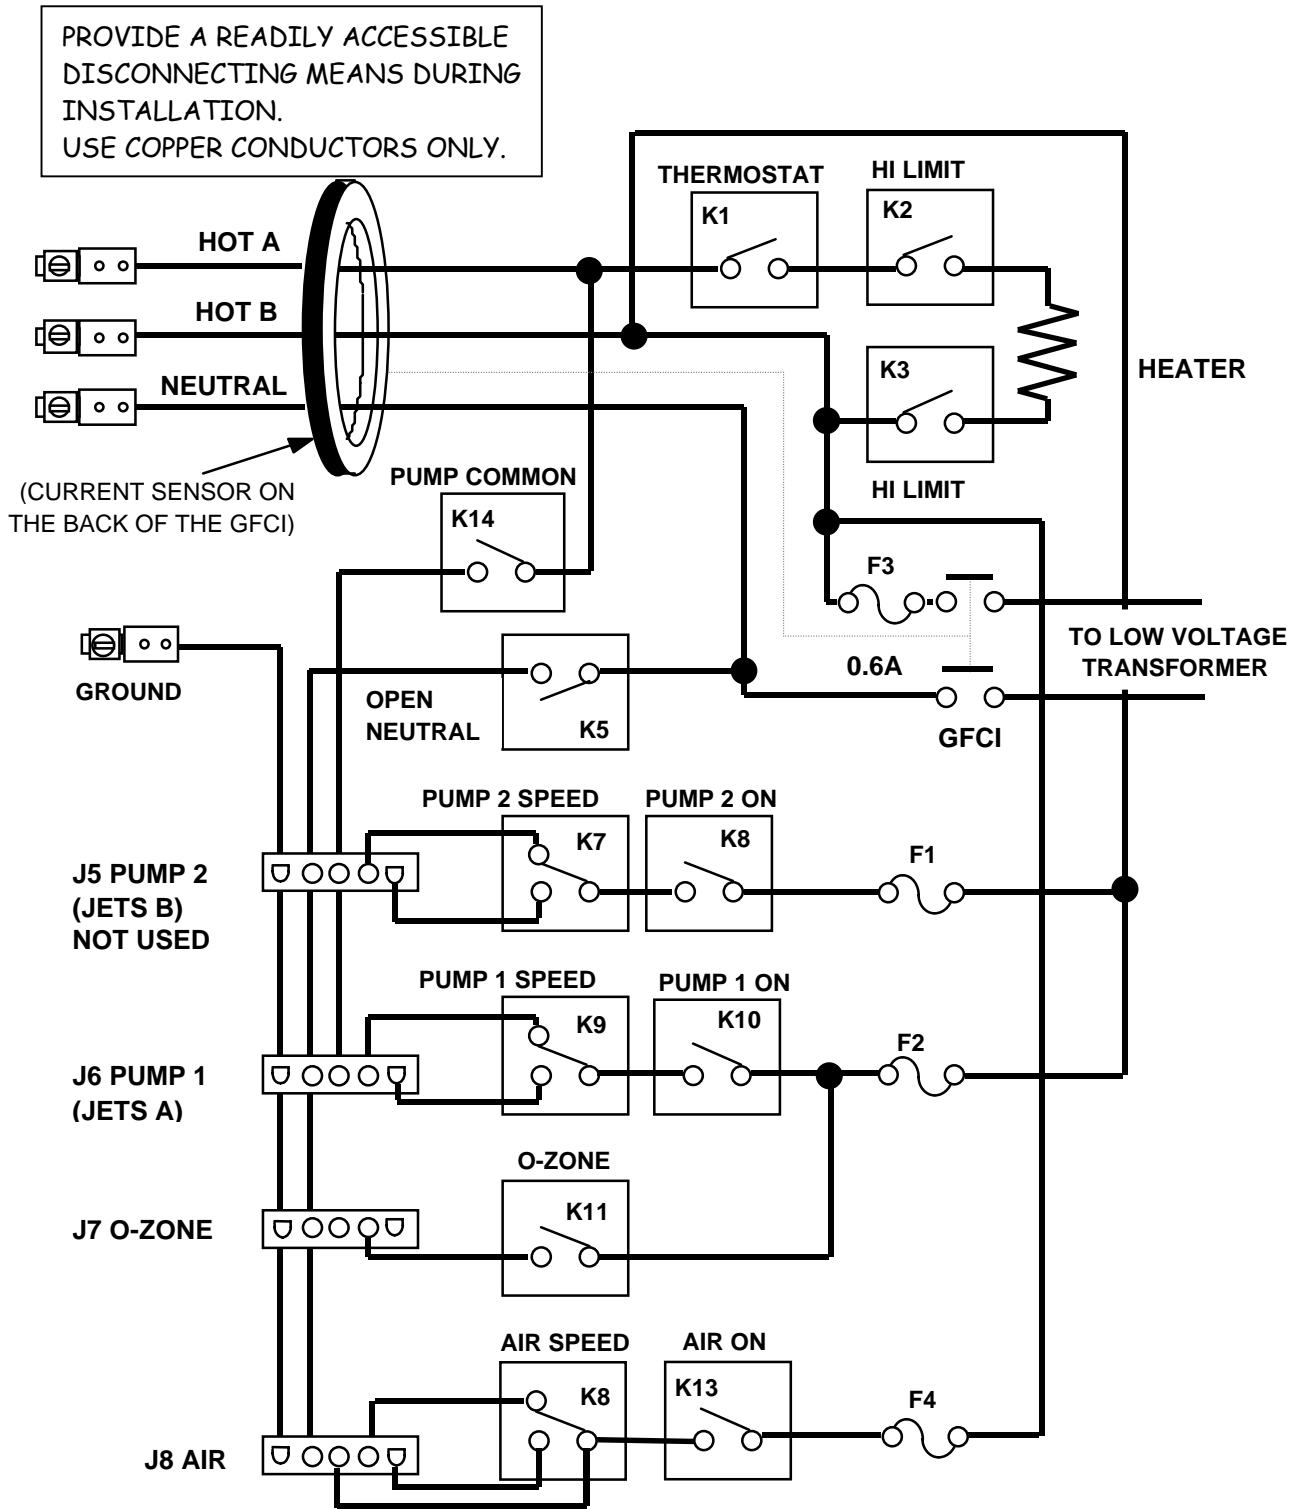 PROVIDE A READILY ACCESSIBLE
DISCONNECTING MEANS DURING
INSTALLATION.
USE COPPER CONDUCTORS ONLY.
THERMOSTAT
HI LIMIT
K1
K2
HOT A
HOT B
NEUTRAL
K3
HEATER
(CURRENT SENSOR ON
THE BACK OF THE GFCI)
PUMP COMMON
HI LIMIT
K14
F3
TO LOW VOLTAGE
TRANSFORMER
0.6A
GROUND
OPEN
NEUTRAL
K5
GFCI
PUMP 2 SPEED
PUMP 2 ON
K7
K8
F1
J5 PUMP 2
(JETS B)
NOT USED
PUMP 1 SPEED
PUMP 1 ON
K9
K10
F2
J6 PUMP 1
(JETS A)
O-ZONE
K11
J7 O-ZONE
AIR SPEED
AIR ON
K8
K13
F4
J8 AIR